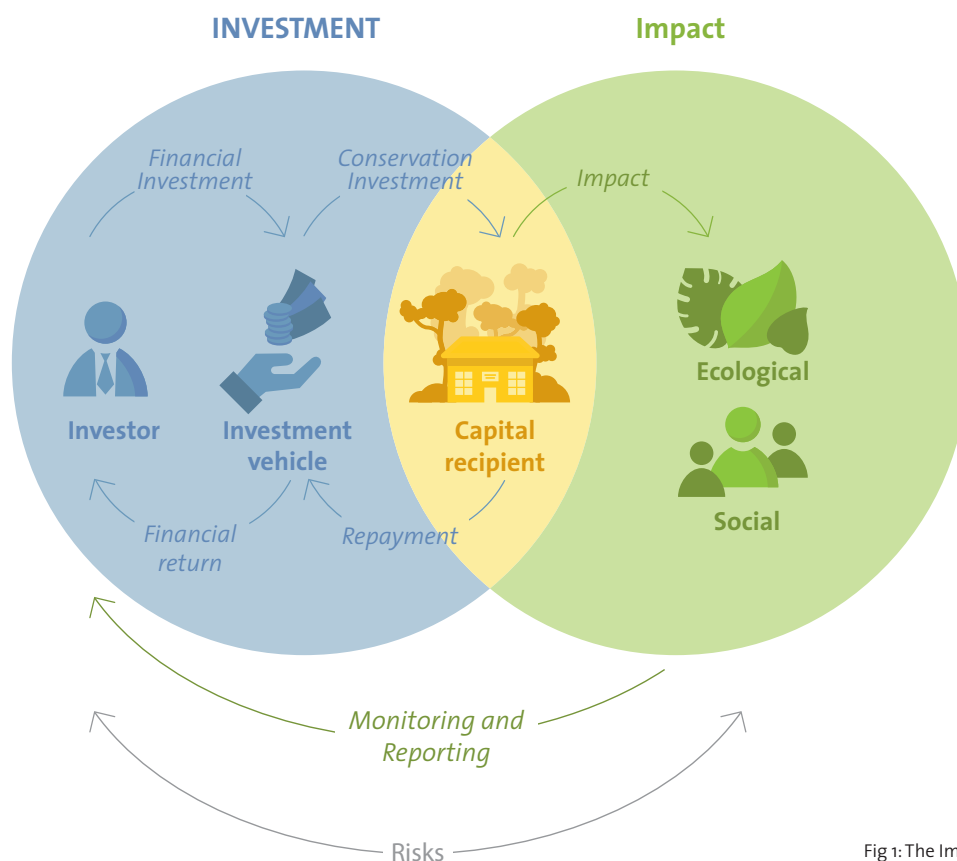 INVESTMENT
Impact
Financial
Investment
Conservation
Investment
Impact
Ecological
Investor
Investment
vehicle
Capital
recipient
Social
Financial
return
Repayment
Monitoring and
Reporting
Risks
Fig 1: The Im